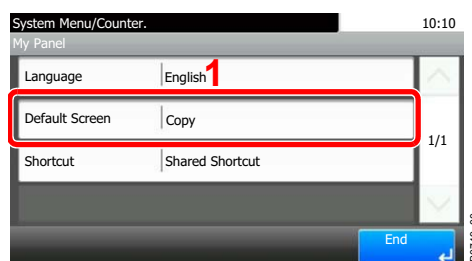 System Menu/Counter. 10:10
My Panel
Language English 1
Default Screen Copy
1/1
Shortcut Shared Shortcut
End